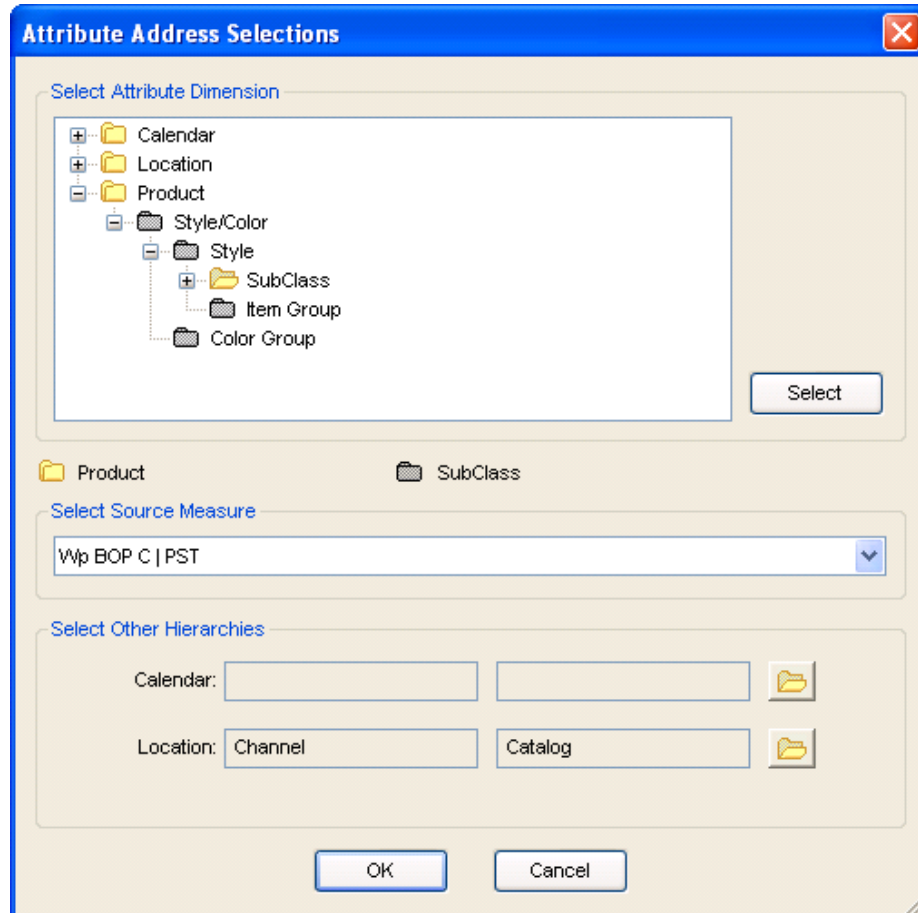 Attribute Address Selections
Select Attribute Dimension
Calendar
Location
Product
Style/Color
Style
SubClass
Item Group
Color Group
Select
Product SubClass
Select Source Measure
Wp BOP C | PST
Select Other Hierarchies
Calendar:
Location: Channel Catalog
OK Cancel